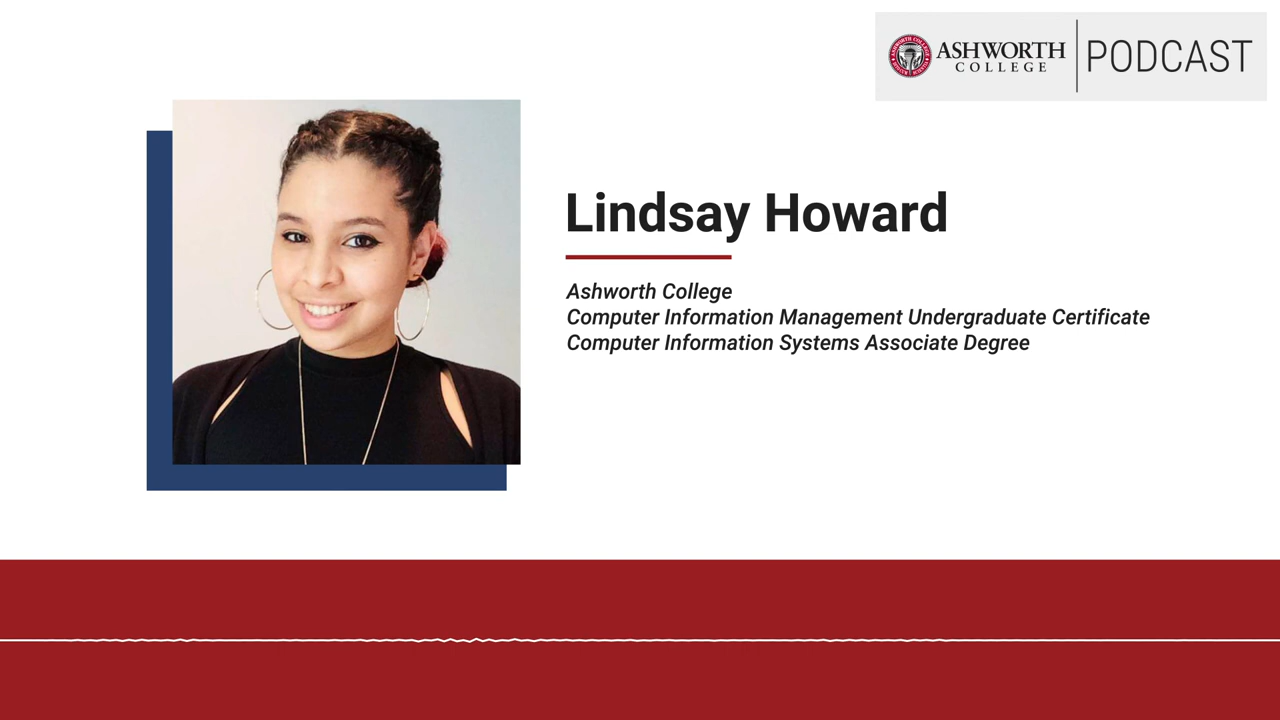 ASHWORTH
COLLEGE
PODCAST
Lindsay Howard
Ashworth College
Computer Information Management Undergraduate Certificate
Computer Information Systems Associate Degree